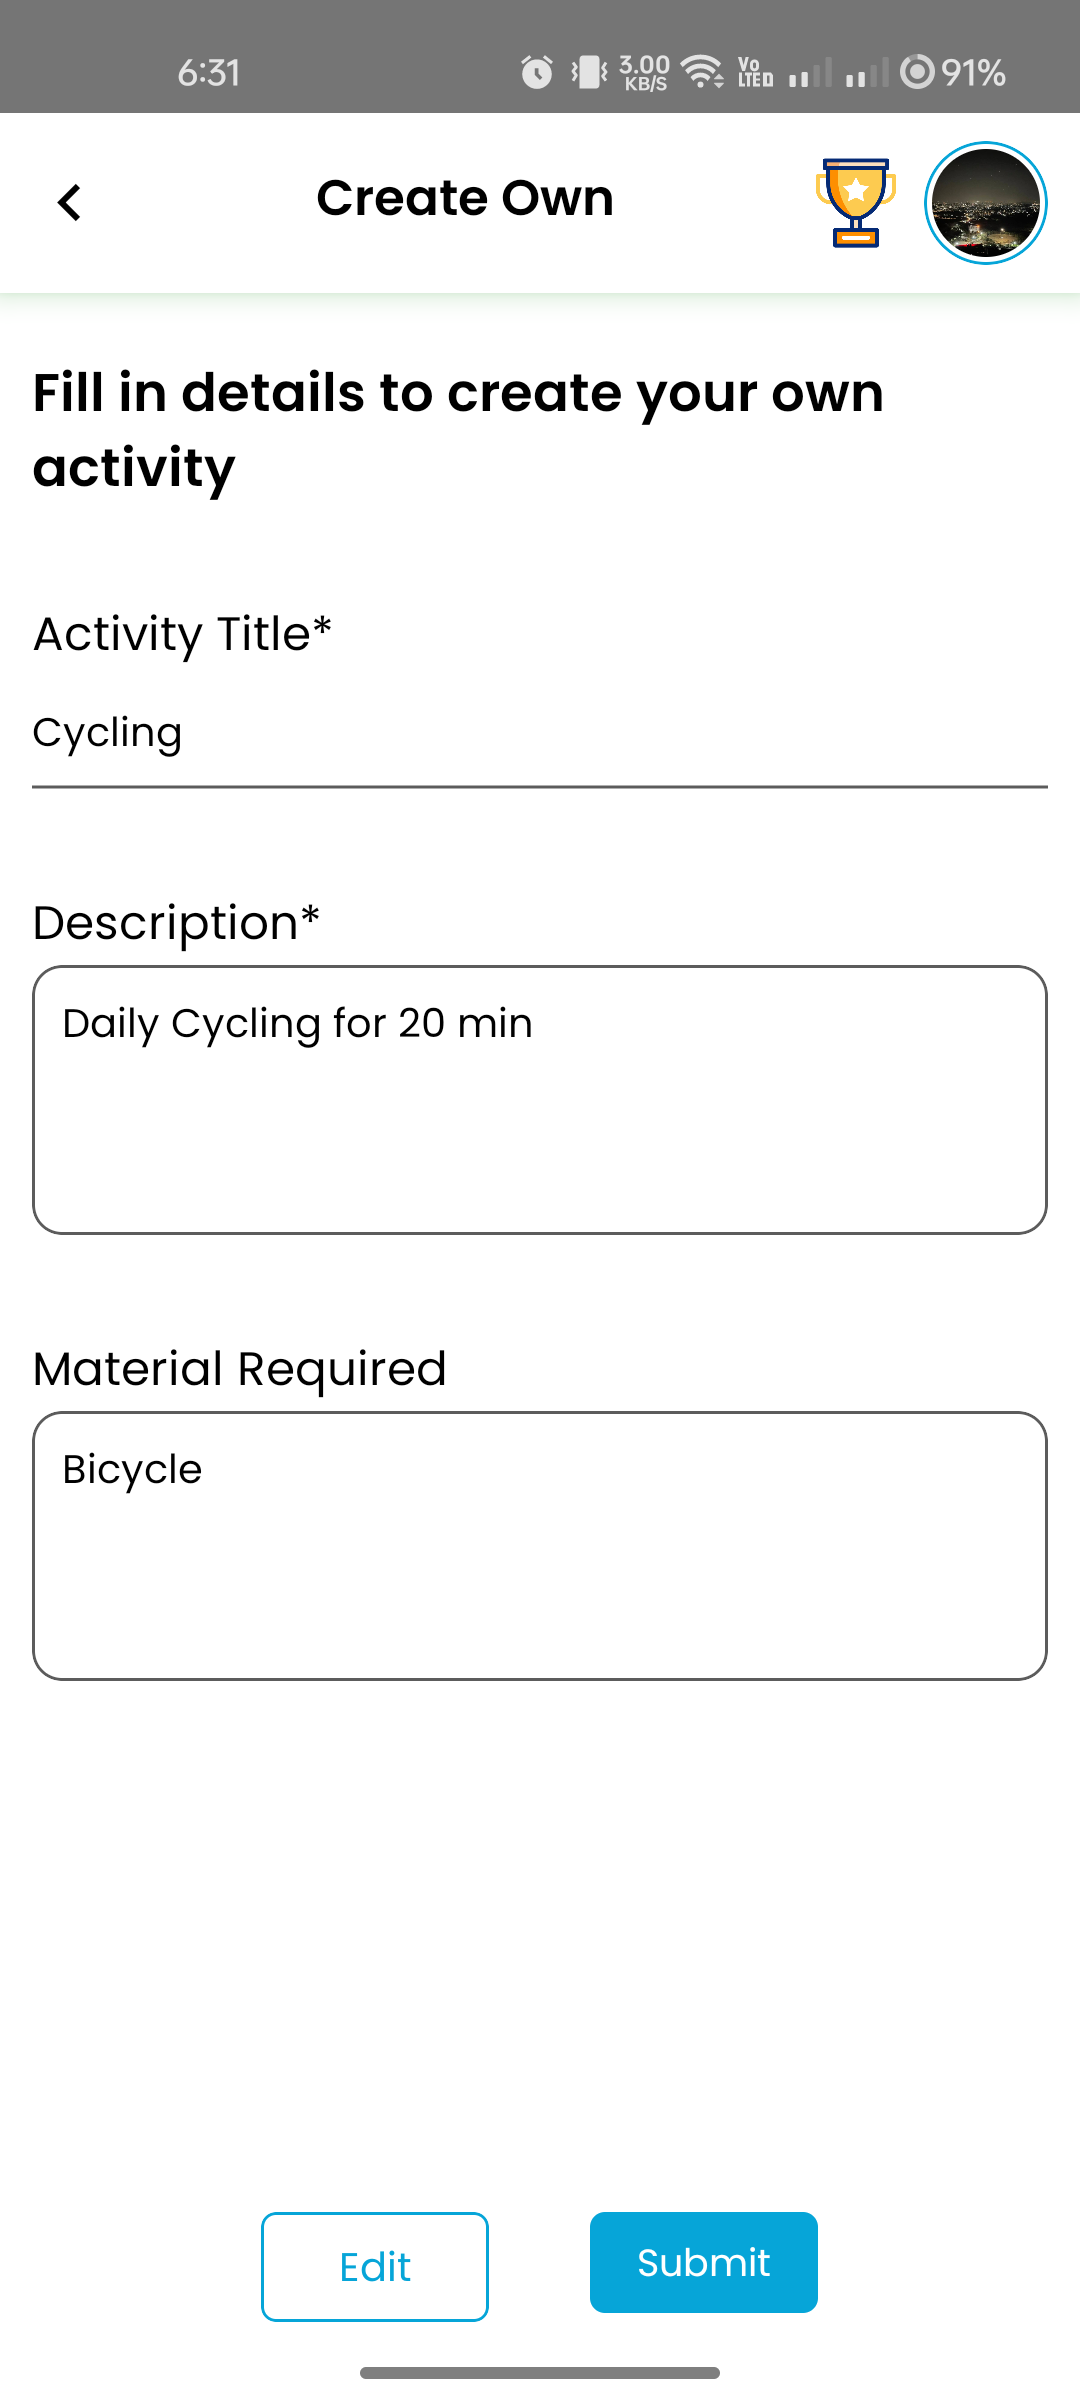 6:31 3.00 KB/S Vo LTED 91%
Create Own
Fill in details to create your own
activity
Activity Title*
Cycling
Description*
Daily Cycling for 20 min
Material Required
Bicycle
Edit Submit